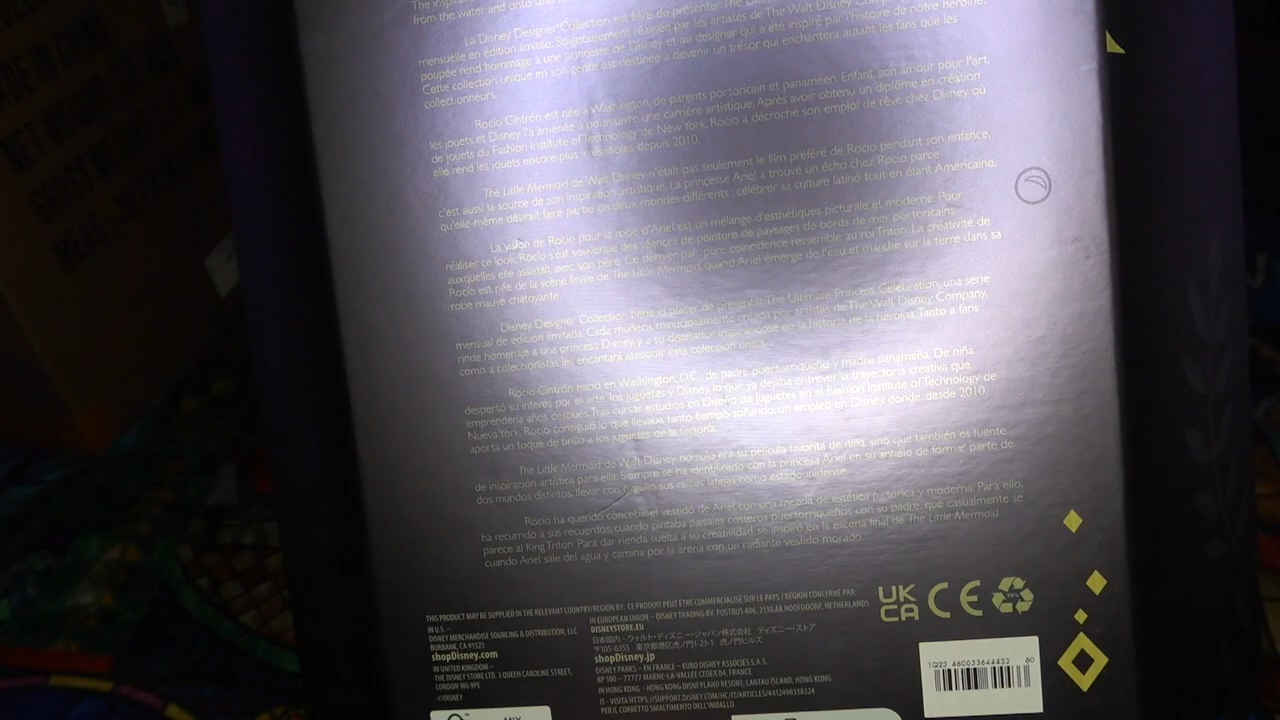 The inspira
from the water and onto land
La Disney Designer Collection est fière de présenter The
mensuelle en édition limitée. Soigneusement réalisée par les artistes de The Walt Disney Comp
poupée rend hommage à une princesse de Disney et au designer qui a été inspiré par l'histoire de notre héroïne.
Cette collection unique en son genre est destinée à devenir un trésor qui enchantera autant les fans que les
collectionneurs.
Rocio Cintrón est née à Washington, de parents portoricain et panaméen. Enfant, son amour pour l'art,
les jouets et Disney l'a amenée à poursuivre une carrière artistique. Après avoir obtenu un diplôme en création
de jouets du Fashion Institute of Technology de New York, Rocio a décroché son emploi de rêve chez Disney où
elle rend les jouets encore plus irrésistibles depuis 2010.
The Little Mermaid de Walt Disney n'était pas seulement le film préféré de Rocio pendant son enfance,
c'est aussi la source de son inspiration artistique. La princesse Ariel a trouvé un écho chez Rocio parce
qu'elle-même désirait faire partie de deux mondes différents : célébrer sa culture latino tout en étant Américaine.
La vision de Rocio pour la robe d'Ariel est un mélange d'esthétiques picturale et moderne. Pour
réaliser ce look, Rocio s'est souvenue des séances de peinture de paysages de bords de mer portoricains
auxquelles elle assistait avec son père. Ce dernier par pure coïncidence ressemble au roi Triton. La créativité de
Rocio est née de la scène finale de The Little Mermaid, quand Ariel émerge de l'eau et marche sur la terre dans sa
robe mauve chatoyante.
Disney Designer Collection tiene el placer de presentar The Ultimate Princess Celebration, una serie
mensual de edición limitada. Cada muñeca, minuciosamente creada por artistas de The Walt Disney Company,
rinde homenaje a una princesa Disney y a su diseñador inspirándose en la historia de la heroína. Tanto a fans
como a coleccionistas les encantará atesorar esta colección única.
Rocio Cintrón nació en Washington, D.C., de padre puertorriqueño y madre panameña. De niña
despertó su interés por el arte, los juguetes y Disney, lo que ya dejaba entrever la trayectoria creativa que
emprendería años después. Tras cursar estudios en Diseño de Juguetes en el Fashion Institute of Technology de
Nueva York, Rocio consiguió lo que llevaba tanto tiempo soñando: un empleo en Disney, donde, desde 2010,
aporta un toque de brillo a los juguetes de la factoría.
The Little Mermaid de Walt Disney no solo era su película favorita de niña, sino que también es fuente
de inspiración artística para ella. Siempre se ha identificado con la princesa Ariel en su anhelo de formar parte de
dos mundos distintos: llevar con orgullo sus raíces latinas como estadounidense.
Rocio ha querido concebir el vestido de Ariel con una mezcla de estética pictórica y moderna. Para ello,
ha recurrido a sus recuerdos, cuando pintaba paisajes costeros puertorriqueños con su padre, que casualmente se
parece al King Triton. Para dar rienda suelta a su creatividad, se inspiró en la escena final de The Little Mermaid
cuando Ariel sale del agua y camina por la arena con un radiante vestido morado.
THIS PRODUCT MAY BE SUPPLIED IN THE RELEVANT COUNTRY/REGION BY: CE PRODUIT PEUT ÊTRE COMMERCIALISÉ SUR LE PAYS / RÉGION CONCERNÉ PAR:
IN U.S. –
DISNEY MERCHANDISE SOURCING & DISTRIBUTION, LLC
BURBANK, CA 91521
shopDisney.com
IN UNITED KINGDOM –
THE DISNEY STORE LTD. 3 QUEEN CAROLINE STREET,
LONDON W6 9PE
©DISNEY
IN EUROPEAN UNION – DISNEY TRADING BV. POSTBUS 406, 2130 AK HOOFDDORP, NETHERLANDS
DISNEYSTORE.EU
日本国内 – ウォルト・ディズニー・ジャパン株式会社 ディズニー・ストア
〒105-6355 東京都港区虎ノ門1-23-1 虎ノ門ヒルズ
shopDisney.jp
DISNEY PARKS – EN FRANCE – EURO DISNEY ASSOCIÉS S.A.S.
BP 100 – 77777 MARNE-LA-VALLÉE CEDEX 04, FRANCE
IN HONG KONG - HONG KONG DISNEYLAND RESORT, LANTAU ISLAND, HONG KONG
IT - VISITA HTTPS://SUPPORT.DISNEY.COM/HC/IT/ARTICLES/4412498338324
PER IL CORRETTO SMALTIMENTO DELL'IMBALLO
UK
CA
CE
1Q23 460033644433 60
MIX